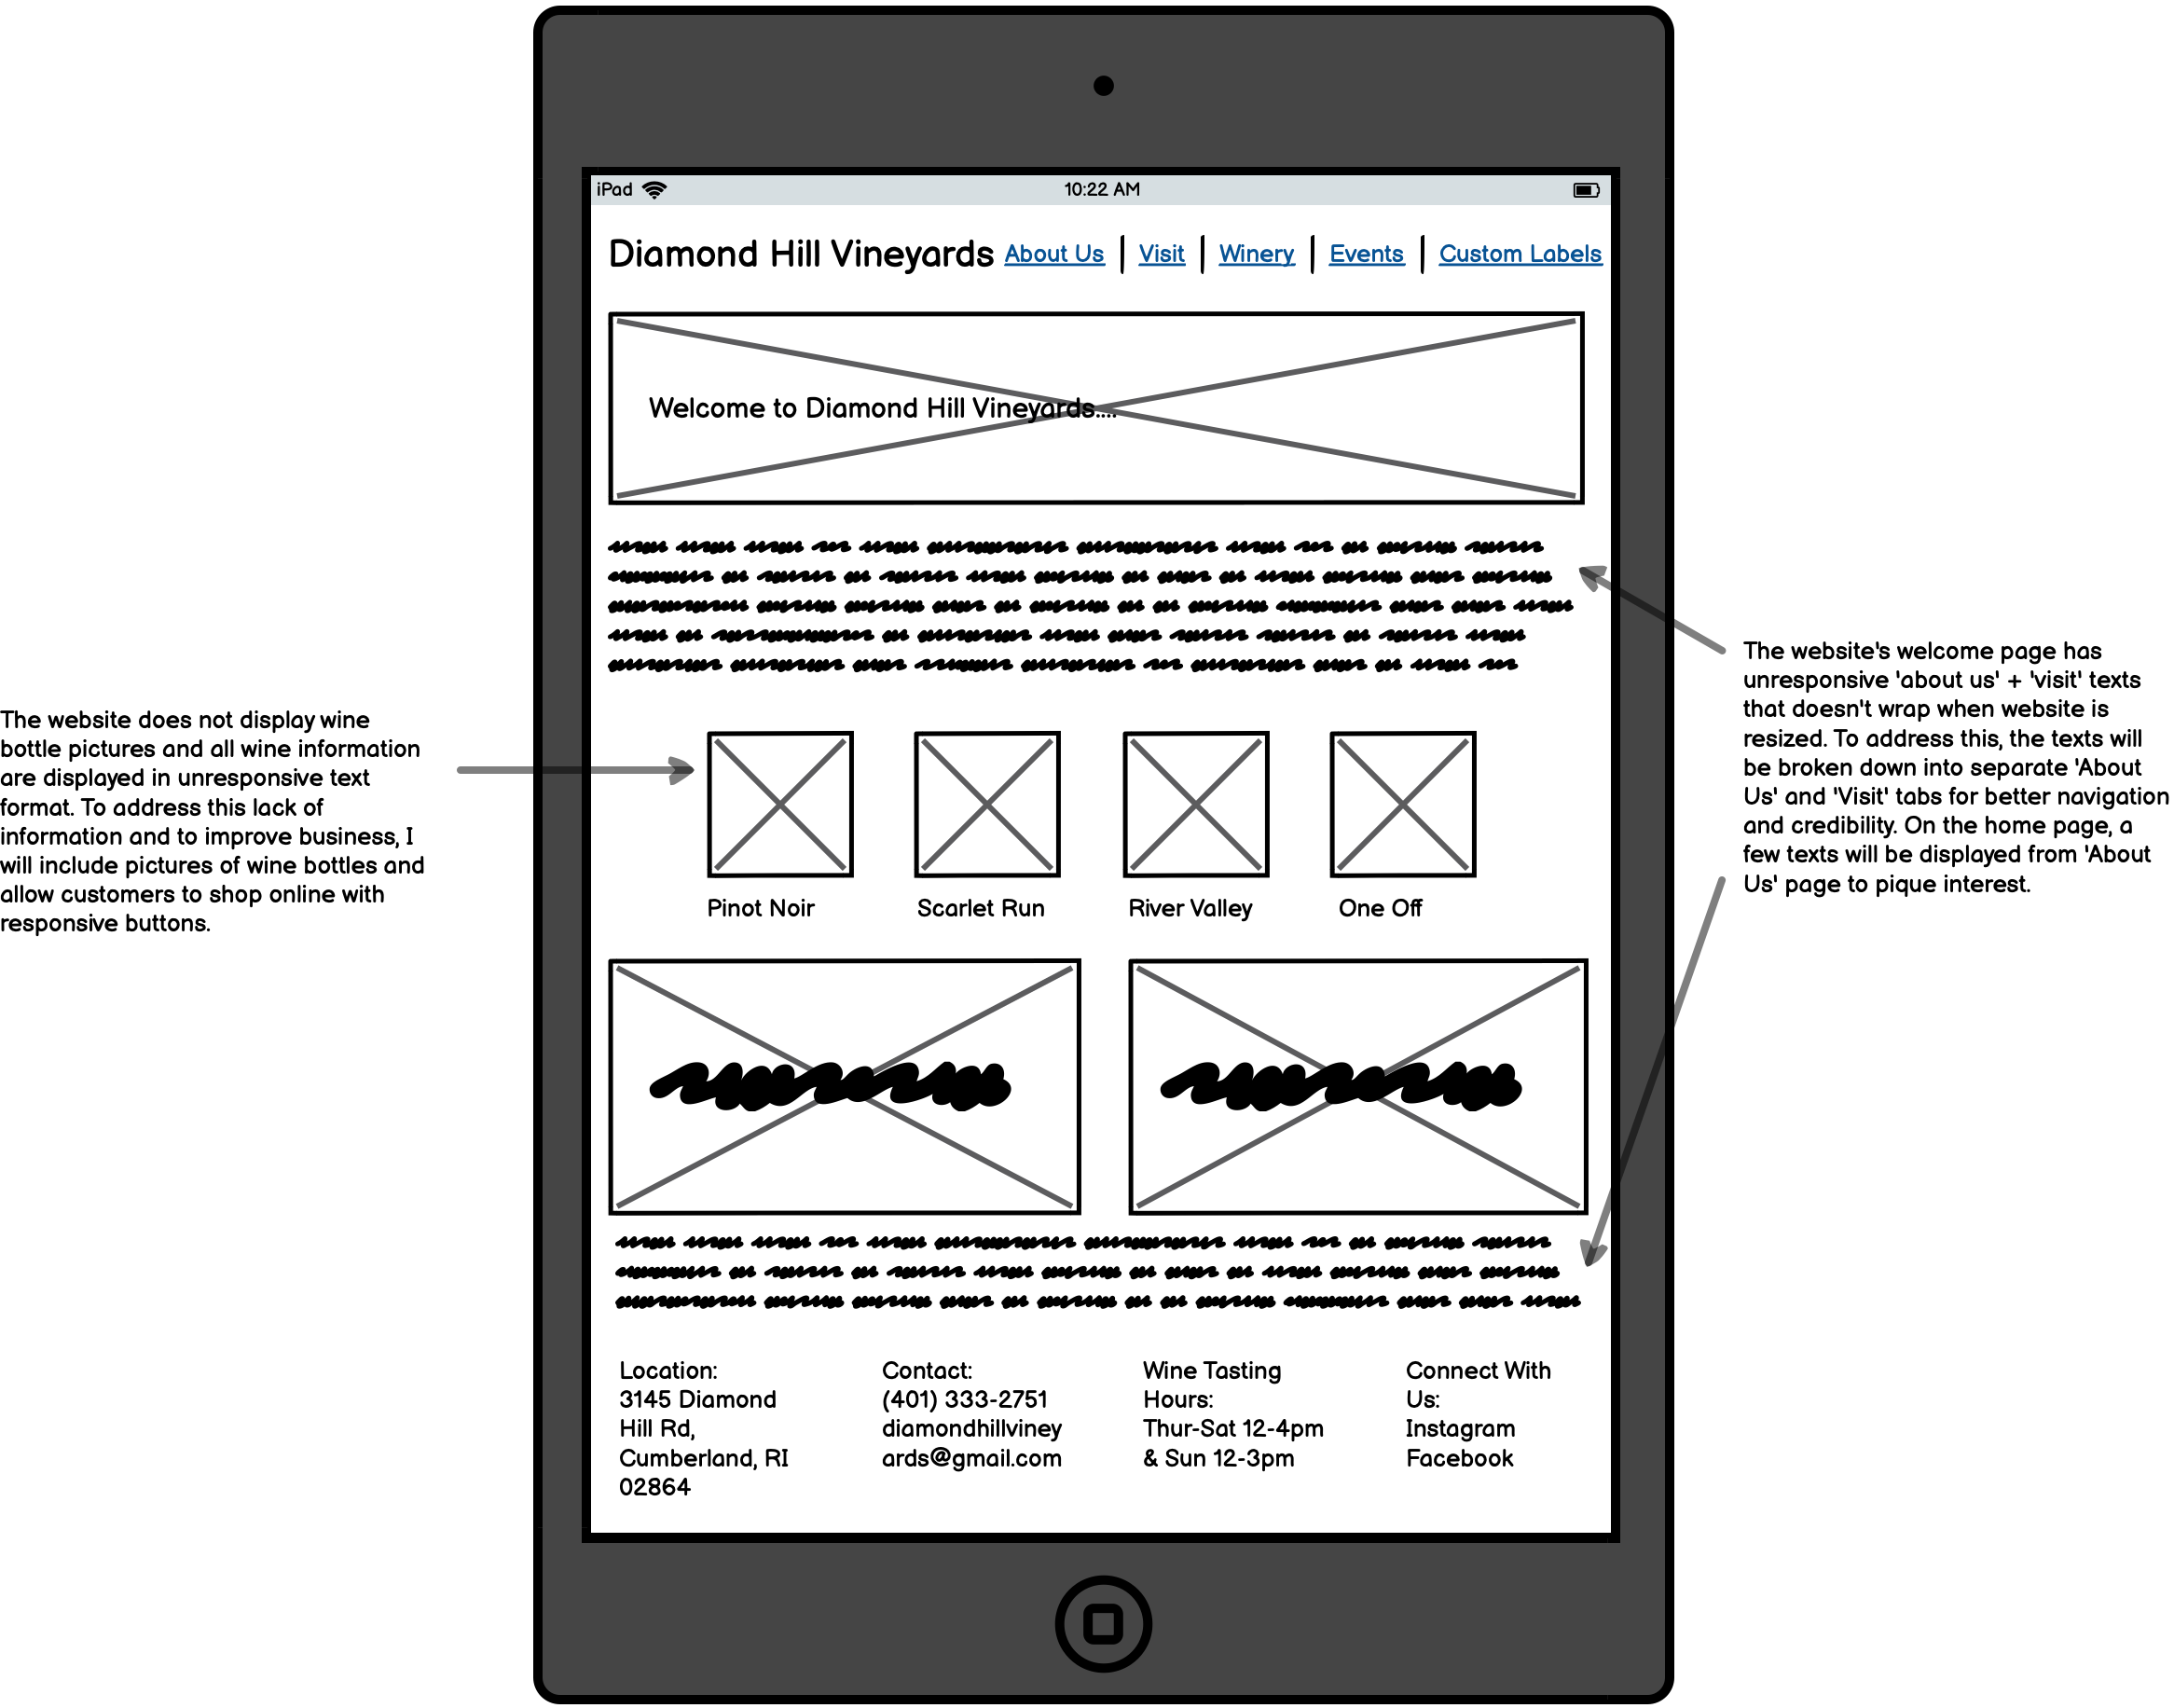 iPad
10:22 AM
Diamond Hill Vineyards About Us Visit Winery Events Custom Labels
Welcome to Diamond Hill Vineyards....
The website does not display wine
bottle pictures and all wine information
are displayed in unresponsive text
format. To address this lack of
information and to improve business, I
will include pictures of wine bottles and
allow customers to shop online with
responsive buttons.
The website's welcome page has
unresponsive 'about us' + 'visit' texts
that doesn't wrap when website is
resized. To address this, the texts will
be broken down into separate 'About
Us' and 'Visit' tabs for better navigation
and credibility. On the home page, a
few texts will be displayed from 'About
Us' page to pique interest.
Pinot Noir
Scarlet Run
River Valley
One Off
Location:
3145 Diamond
Hill Rd,
Cumberland, RI
02864
Contact:
(401) 333-2751
diamondhillviney
ards@gmail.com
Wine Tasting
Hours:
Thur-Sat 12-4pm
& Sun 12-3pm
Connect With
Us:
Instagram
Facebook